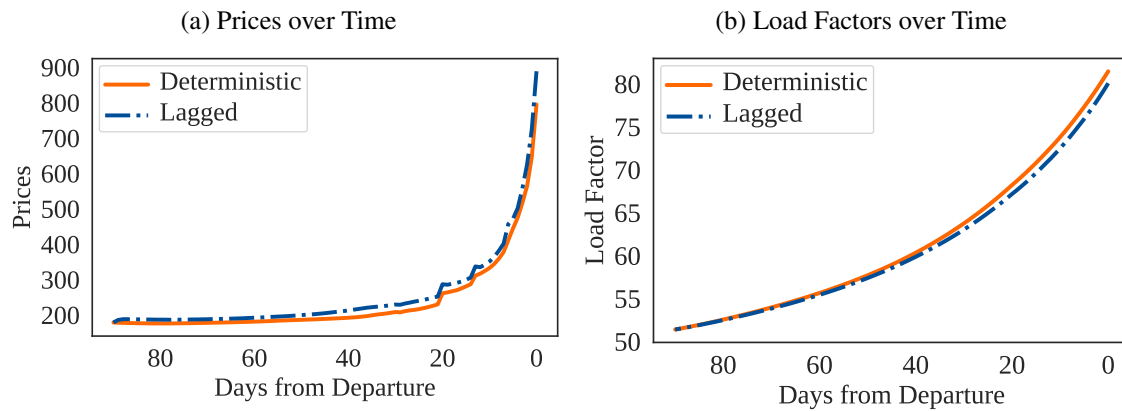 (a) Prices over Time
900
800
700
600
500
400
300
200
Prices
Deterministic
Lagged
80 60 40 20 0
Days from Departure
(b) Load Factors over Time
80
75
70
65
60
55
50
Load Factor
Deterministic
Lagged
80 60 40 20 0
Days from Departure